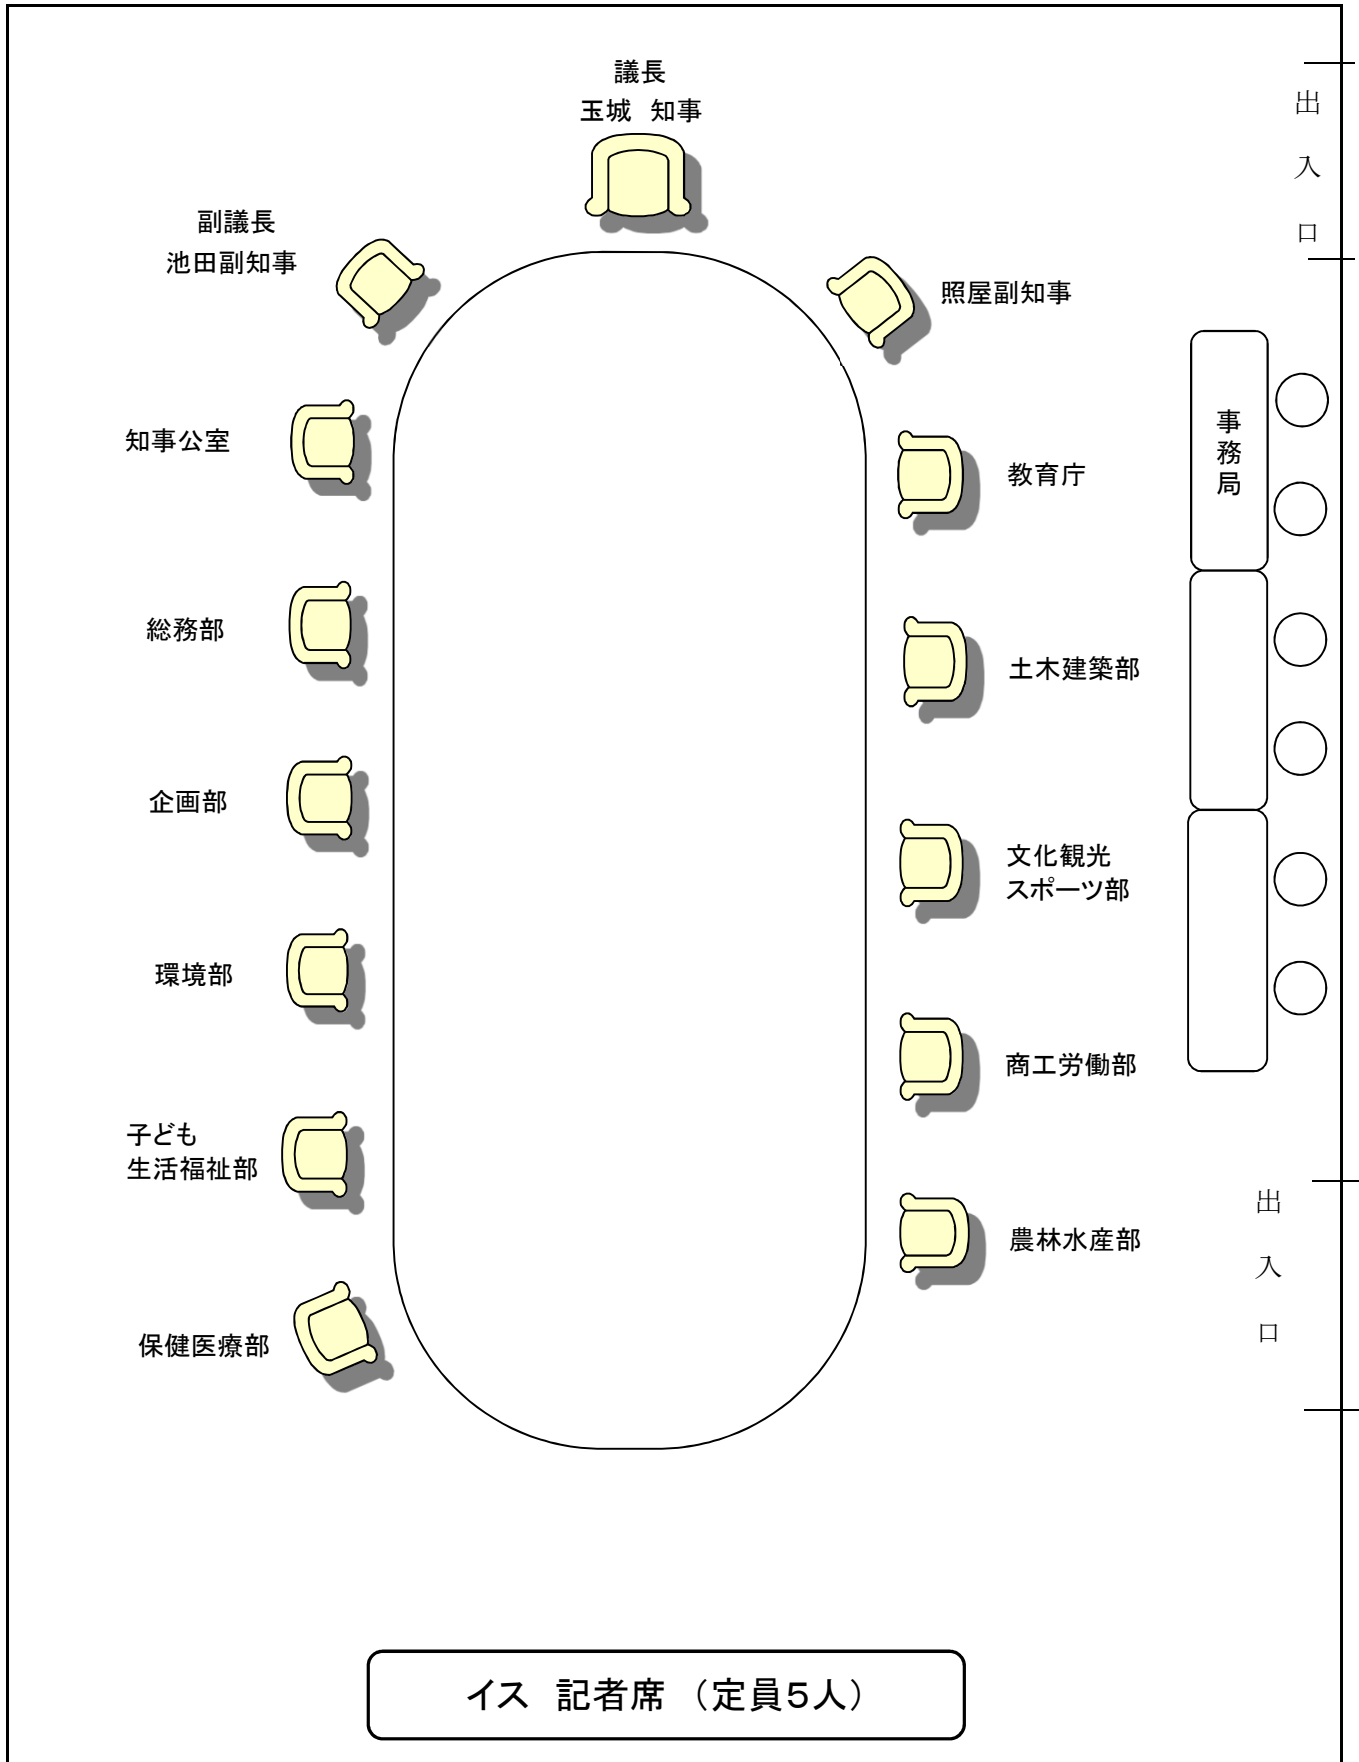 議長
玉城　知事
副議長
池田副知事
照屋副知事
知事公室
総務部
企画部
環境部
子ども
生活福祉部
保健医療部
教育庁
土木建築部
文化観光
スポーツ部
商工労働部
農林水産部
事務局
出入口
出入口
イス　記者席　（定員５人）